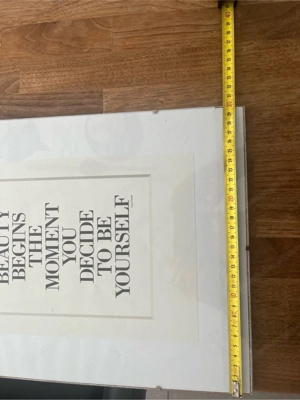 BEAUTY
BEGINS
THE
MOMENT
YOU
DECIDE
TO BE
YOURSELF